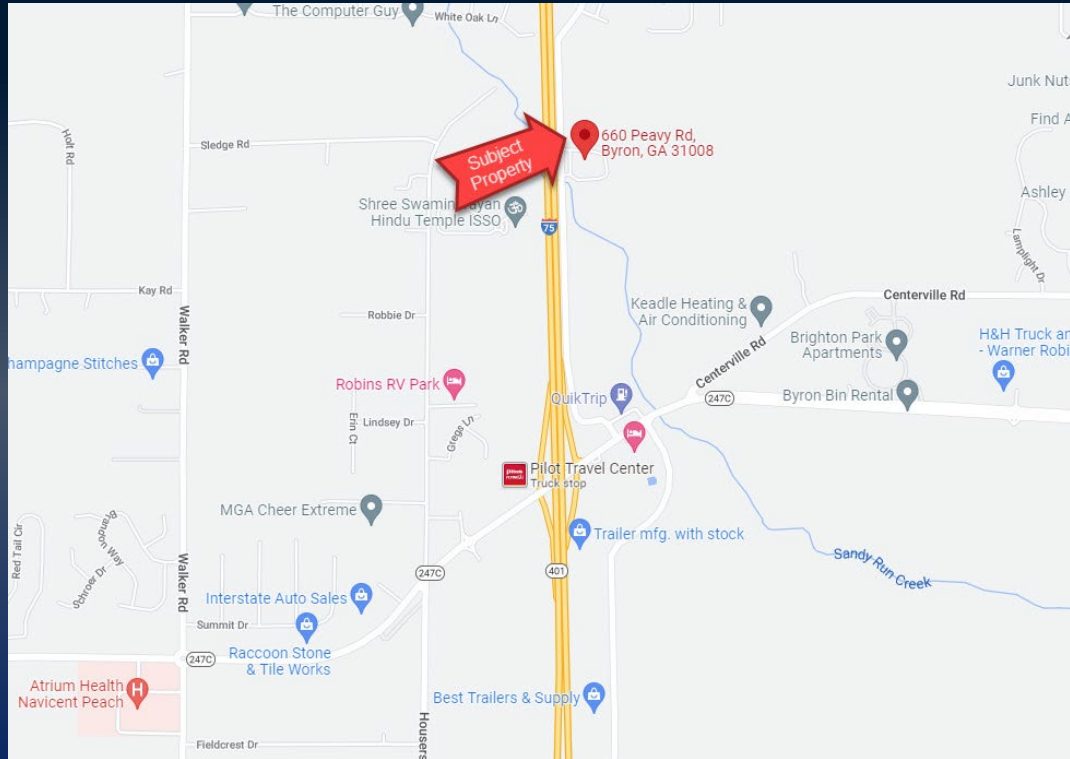 The Computer Guy
White Oak Ln
Junk Nut
Find A
Holt Rd
Sledge Rd
Subject
Property
660 Peavy Rd,
Byron, GA 31008
Ashley
Shree Swaminarayan
Hindu Temple ISSO
75
Lamplight Dr
Kay Rd
Walker Rd
Robbie Dr
Keadle Heating &
Air Conditioning
Centerville Rd
Brighton Park
Apartments
H&H Truck an
- Warner Robi
hampagne Stitches
Centerville Rd
Robins RV Park
QuikTrip
247C
Byron Bin Rental
Erin Ct
Lindsey Dr
Gregs Ln
Pilot Travel Center
Truck stop
MGA Cheer Extreme
Red Tail Cir
Schroer Dr
Brandon Way
Trailer mfg. with stock
Walker Rd
247C
401
Sandy Run Creek
Interstate Auto Sales
Summit Dr
Raccoon Stone
& Tile Works
247C
Atrium Health
Navicent Peach
H
Best Trailers & Supply
Housers
Fieldcrest Dr